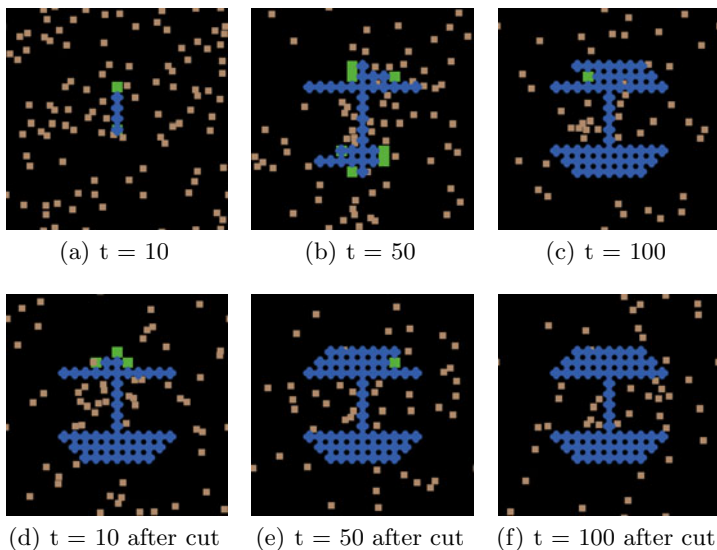 (a) t = 10
(b) t = 50
(c) t = 100
(d) t = 10 after cut
(e) t = 50 after cut
(f) t = 100 after cut